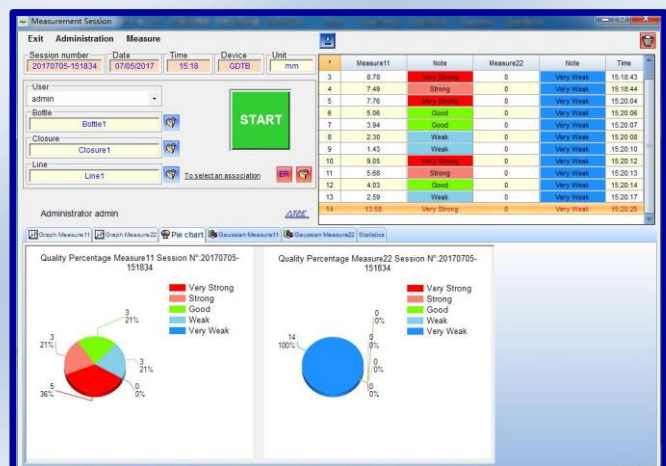 Measurement Session
Exit Administration Measure
Session number Date Time Device Unit
20170705-151834 07/05/2017 15:18 GDTB mm
User
admin
Bottle
Bottle1
Closure
Closure1
Line
Line1
START
To select an association
Administrator admin
* Measure11 Note Measure22 Note Time
3 8.78 Very Strong 0 Very Weak 15:18:43
4 7.49 Strong 0 Very Weak 15:18:44
5 7.76 Very Strong 0 Very Weak 15:20:04
6 5.06 Good 0 Very Weak 15:20:06
7 3.94 Good 0 Very Weak 15:20:07
8 2.30 Weak 0 Very Weak 15:20:08
9 1.43 Weak 0 Very Weak 15:20:10
10 9.05 Very Strong 0 Very Weak 15:20:12
11 5.68 Strong 0 Very Weak 15:20:13
12 4.03 Good 0 Very Weak 15:20:14
13 2.59 Weak 0 Very Weak 15:20:17
14 13.58 Very Strong 0 Very Weak 15:20:25
Graph Measure11 Graph Measure22 Pie chart Gaussien Measure11 Gaussien Measure22 Statistics
Quality Percentage Measure11 Session N°:20170705-
151834
Very Strong
Strong
Good
Weak
Very Weak
3
21%
3
21%
3
21%
0
0%
5
36%
Quality Percentage Measure22 Session N°:20170705-
151834
Very Strong
Strong
Good
Weak
Very Weak
14
100%
0
0%
0
0%
0
0%
0
0%